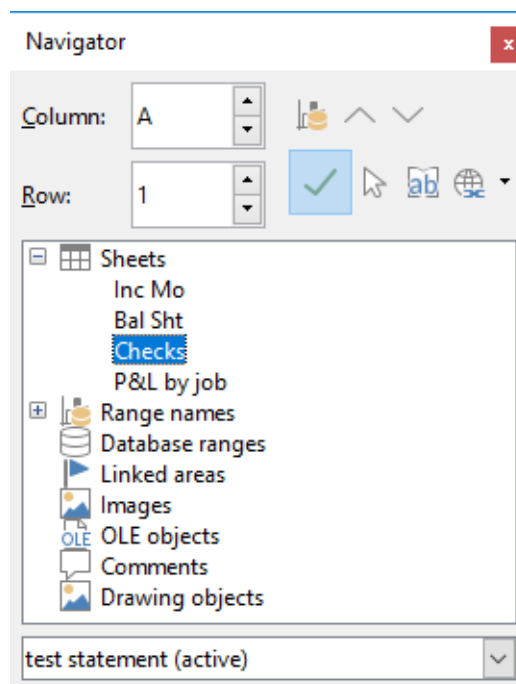 Navigator
x
Column: A
Row: 1
ab
Sheets
Inc Mo
Bal Sht
Checks
P&L by job
Range names
Database ranges
Linked areas
Images
OLE OLE objects
Comments
Drawing objects
test statement (active)